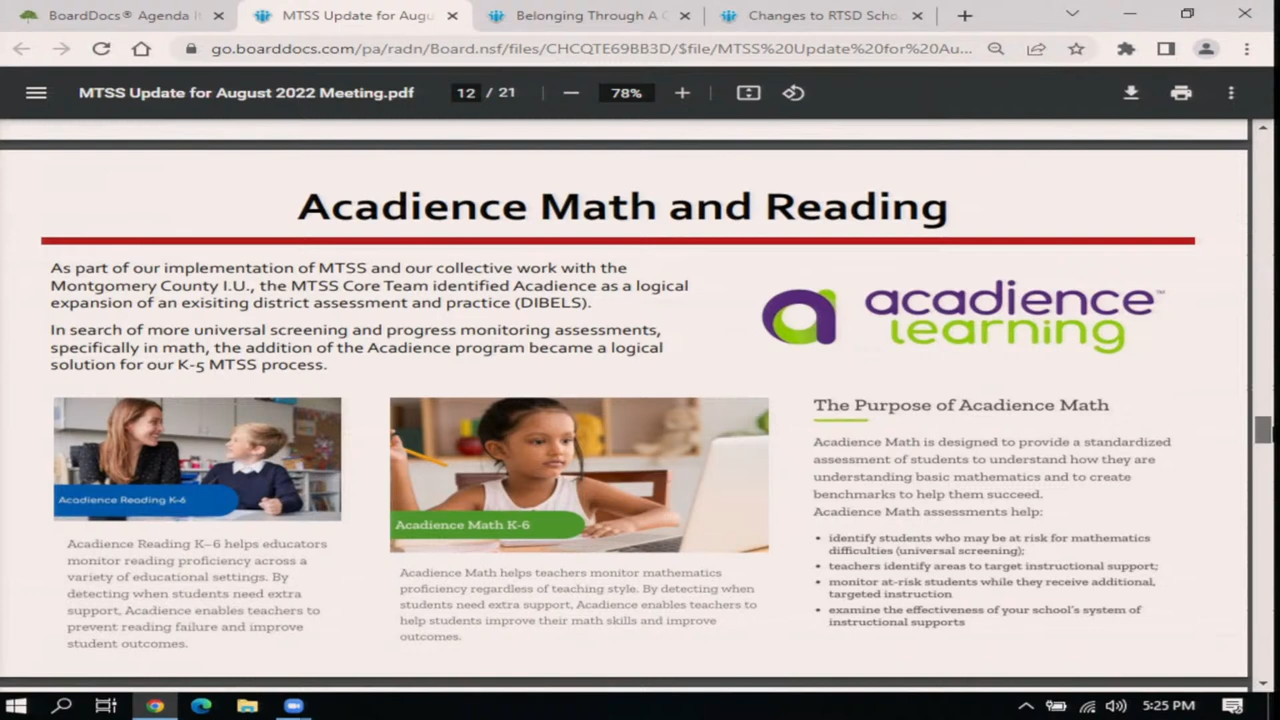 BoardDocs® Agenda It
MTSS Update for Augu
Belonging Through A C
Changes to RTSD Scho
go.boarddocs.com/pa/radn/Board.nsf/files/CHCQTE69BB3D/$file/MTSS%20Update%20for%20Au...
MTSS Update for August 2022 Meeting.pdf
12 / 21
78%
Acadience Math and Reading
As part of our implementation of MTSS and our collective work with the
Montgomery County I.U., the MTSS Core Team identified Acadience as a logical
expansion of an exisiting district assessment and practice (DIBELS).
In search of more universal screening and progress monitoring assessments,
specifically in math, the addition of the Acadience program became a logical
solution for our K-5 MTSS process.
acadience™
learning
Acadience Reading K-6
Acadience Reading K–6 helps educators
monitor reading proficiency across a
variety of educational settings. By
detecting when students need extra
support, Acadience enables teachers to
prevent reading failure and improve
student outcomes.
Acadience Math K-6
Acadience Math helps teachers monitor mathematics
proficiency regardless of teaching style. By detecting when
students need extra support, Acadience enables teachers to
help students improve their math skills and improve
outcomes.
The Purpose of Acadience Math
Acadience Math is designed to provide a standardized
assessment of students to understand how they are
understanding basic mathematics and to create
benchmarks to help them succeed.
Acadience Math assessments help:
• identify students who may be at risk for mathematics
difficulties (universal screening);
• teachers identify areas to target instructional support;
• monitor at-risk students while they receive additional,
targeted instruction
• examine the effectiveness of your school's system of
instructional supports
5:25 PM